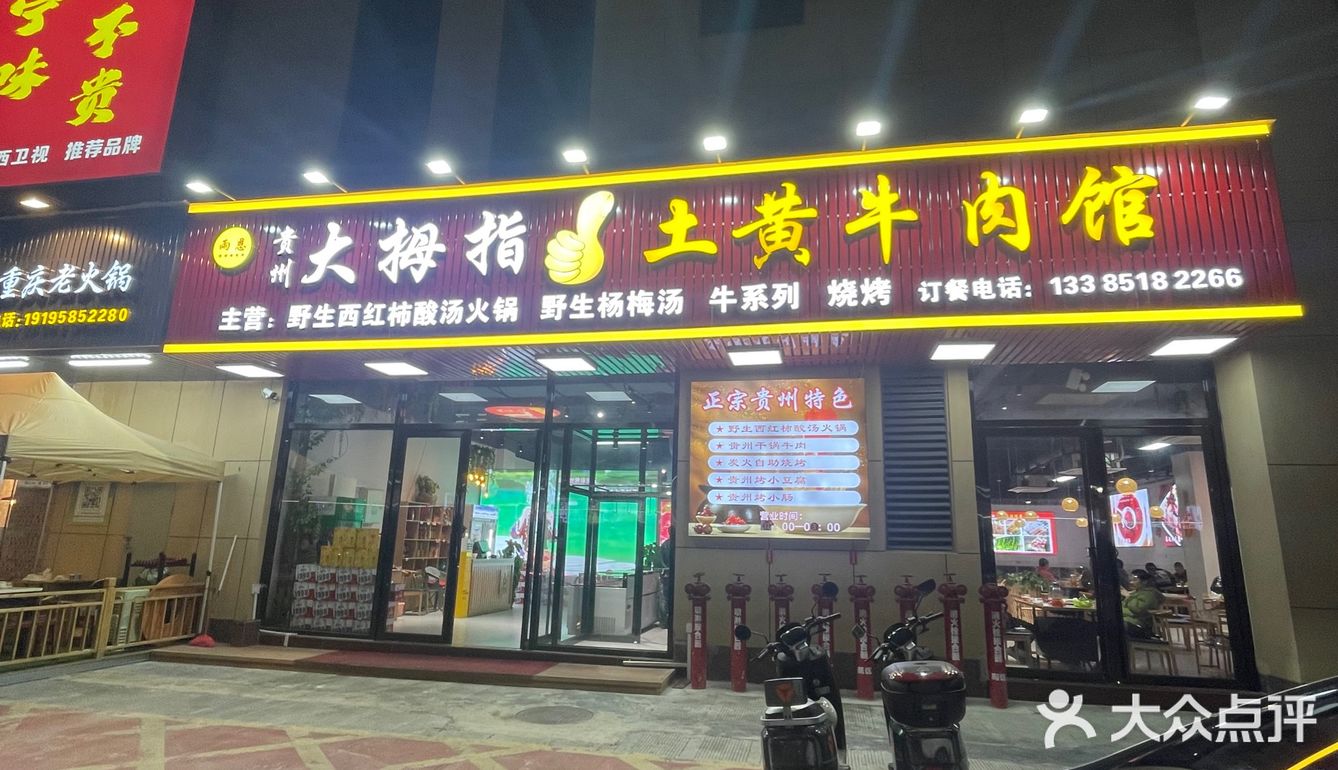 宁不
味贵
西卫视 推荐品牌
重庆老火锅
话:19195852280
雨恩
贵州
大拇指
土黄牛肉馆
主营：野生西红柿酸汤火锅 野生杨梅汤 牛系列 烧烤 订餐电话：133 8518 2266
正宗贵州特色
★ 野生西红柿酸汤火锅
★ 贵州干锅牛肉
★ 炭火自助烧烤
★ 贵州烤小豆腐
★ 贵州烤小肠
营业时间：
大众点评